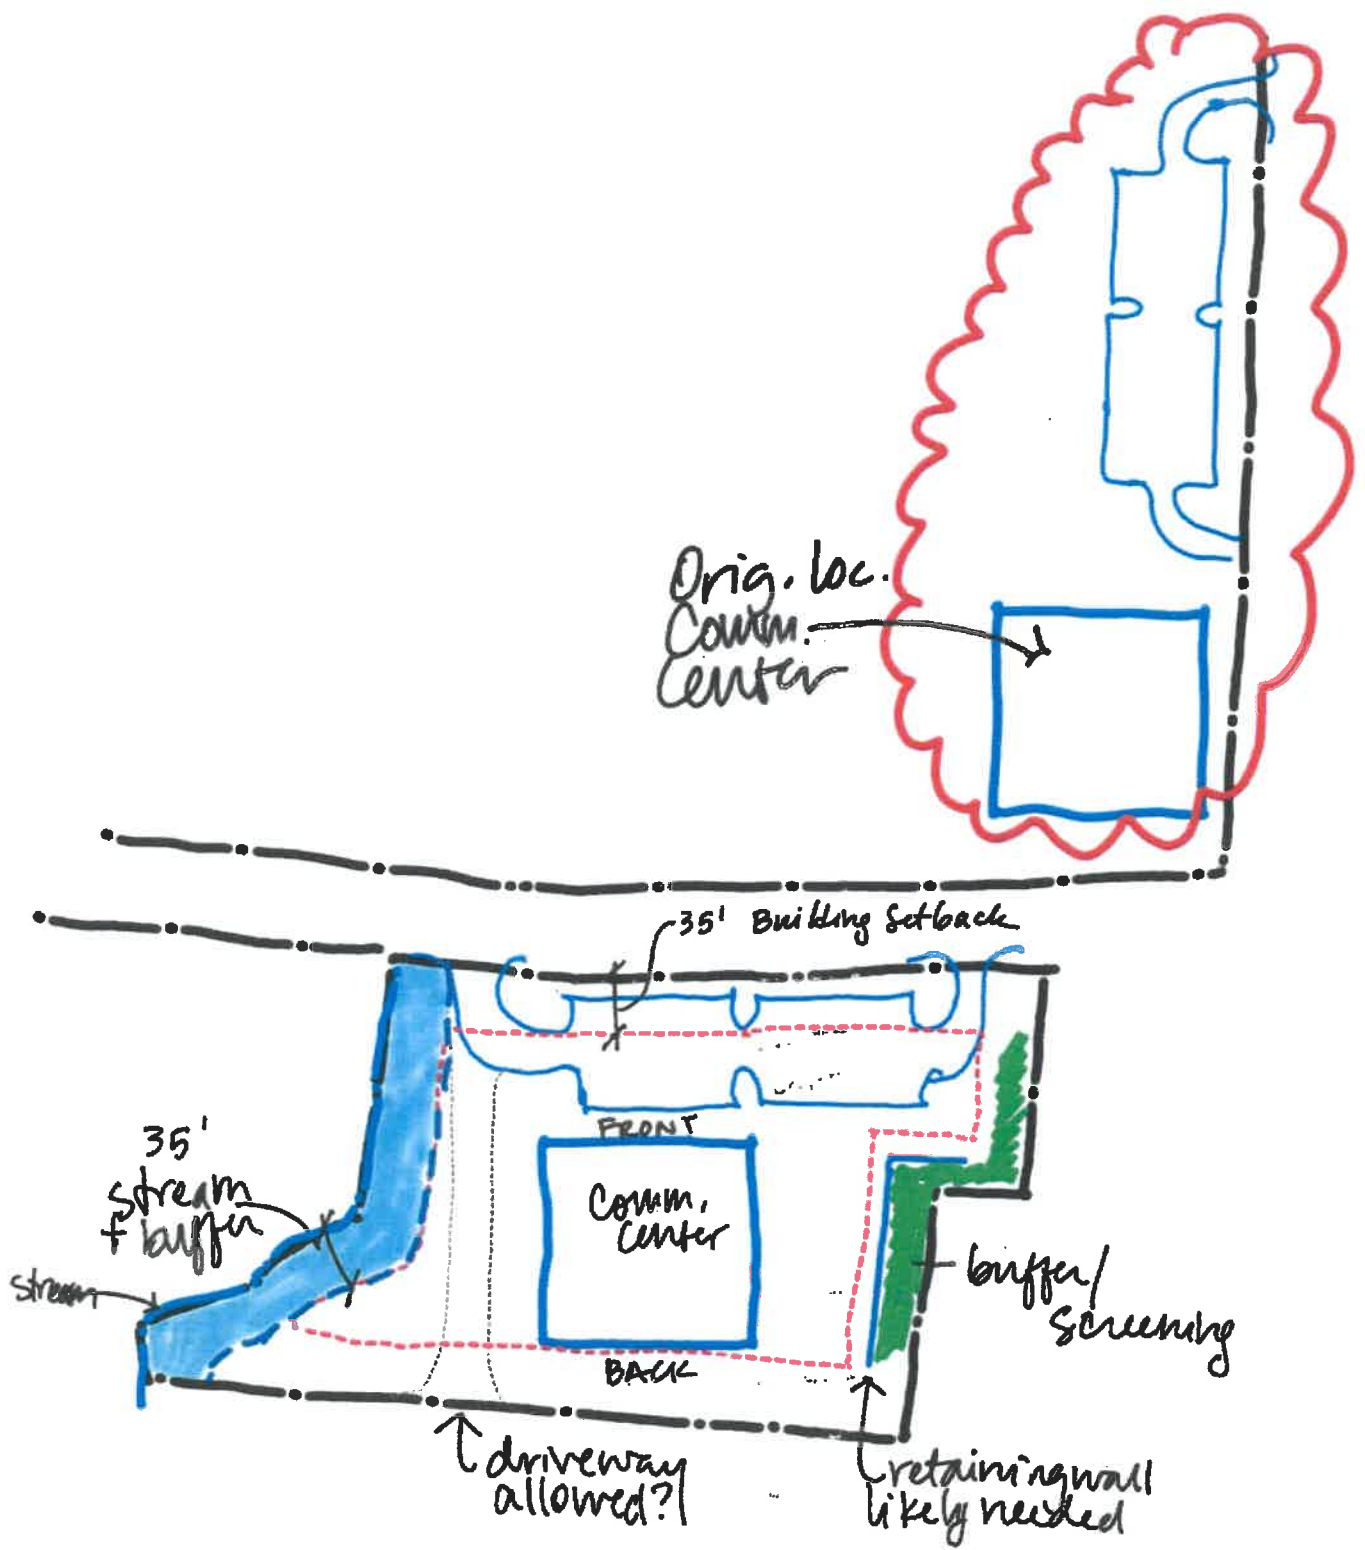 Orig. loc.
Comm.
Center
35' Building Setback
FRONT
Comm.
Center
BACK
35'
stream
+ buffer
stream
buffer/
screening
driveway
allowed?!
retaining wall
likely needed